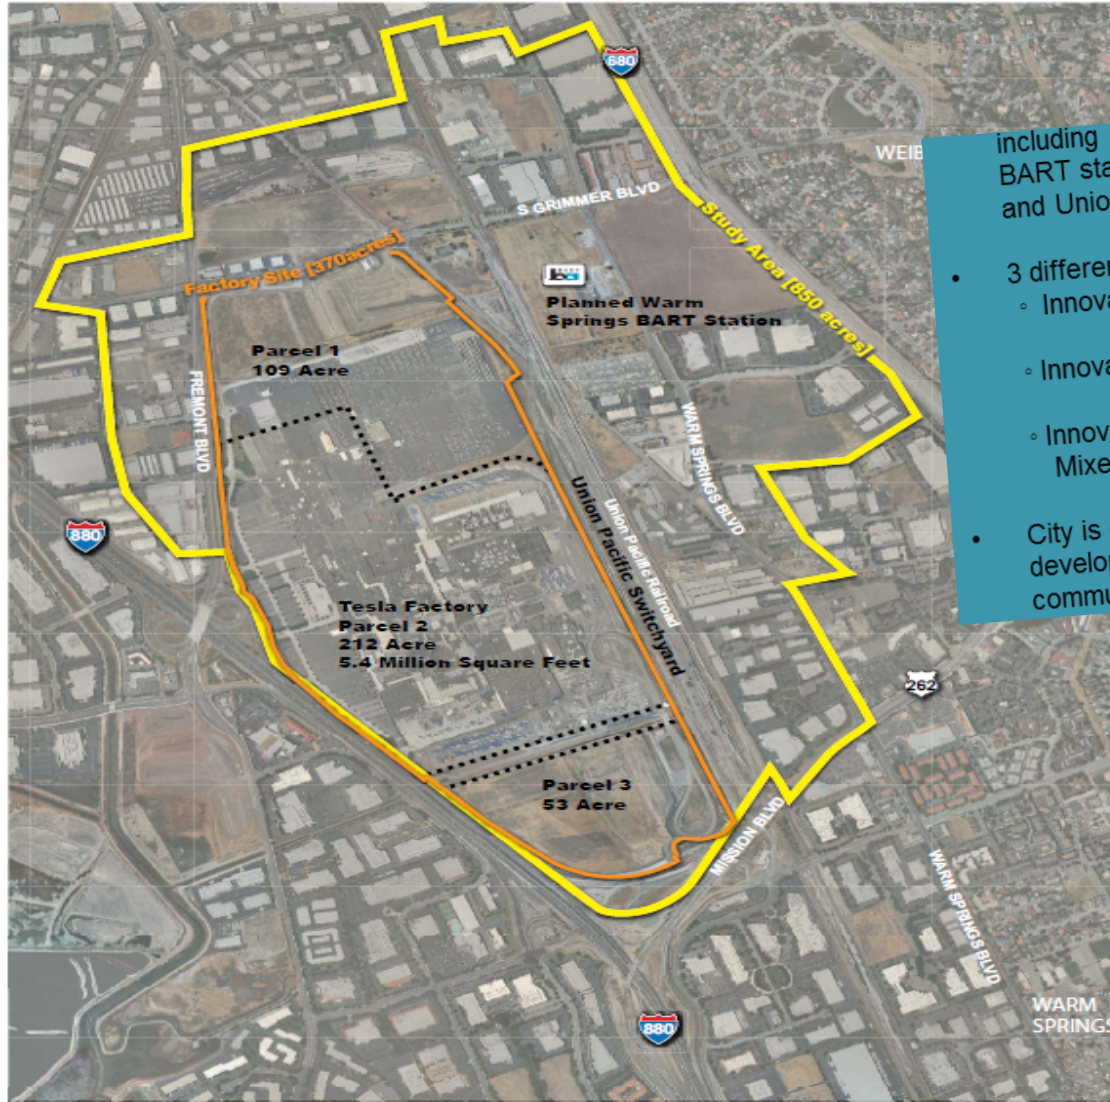 680
WEIB
S GRIMMER BLVD
Study Area [850 acres]
Factory Site [370acres]
Planned Warm
Springs BART Station
Parcel 1
109 Acre
FREMONT BLVD
WARM SPRINGS BLVD
880
Union Pacific Railroad
Union Pacific Switchyard
Tesla Factory
Parcel 2
212 Acre
5.4 Million Square Feet
262
Parcel 3
53 Acre
MISSION BLVD
WARM SPRINGS BLVD
880
WARM
SPRINGS
including
BART sta
and Unio
• 3 differe
◦ Innova
◦ Innova
◦ Innov
Mixe
• City is
develo
commu